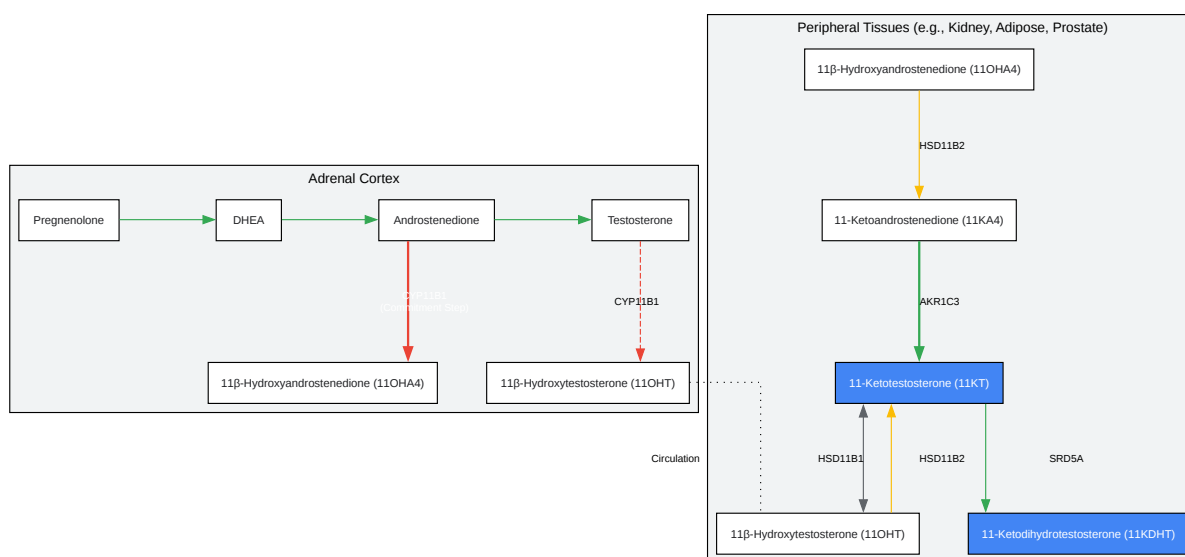 Peripheral Tissues (e.g., Kidney, Adipose, Prostate)
11β-Hydroxyandrostenedione (11OHA4)
HSD11B2
Adrenal Cortex
Pregnenolone
DHEA
Androstenedione
Testosterone
11-Ketoandrostenedione (11KA4)
CYP11B1
AKR1C3
11β-Hydroxyandrostenedione (11OHA4)
11β-Hydroxytestosterone (11OHT)
11-Ketotestosterone (11KT)
Circulation
HSD11B1
HSD11B2
SRD5A
11β-Hydroxytestosterone (11OHT)
11-Ketodihydrotestosterone (11KDHT)